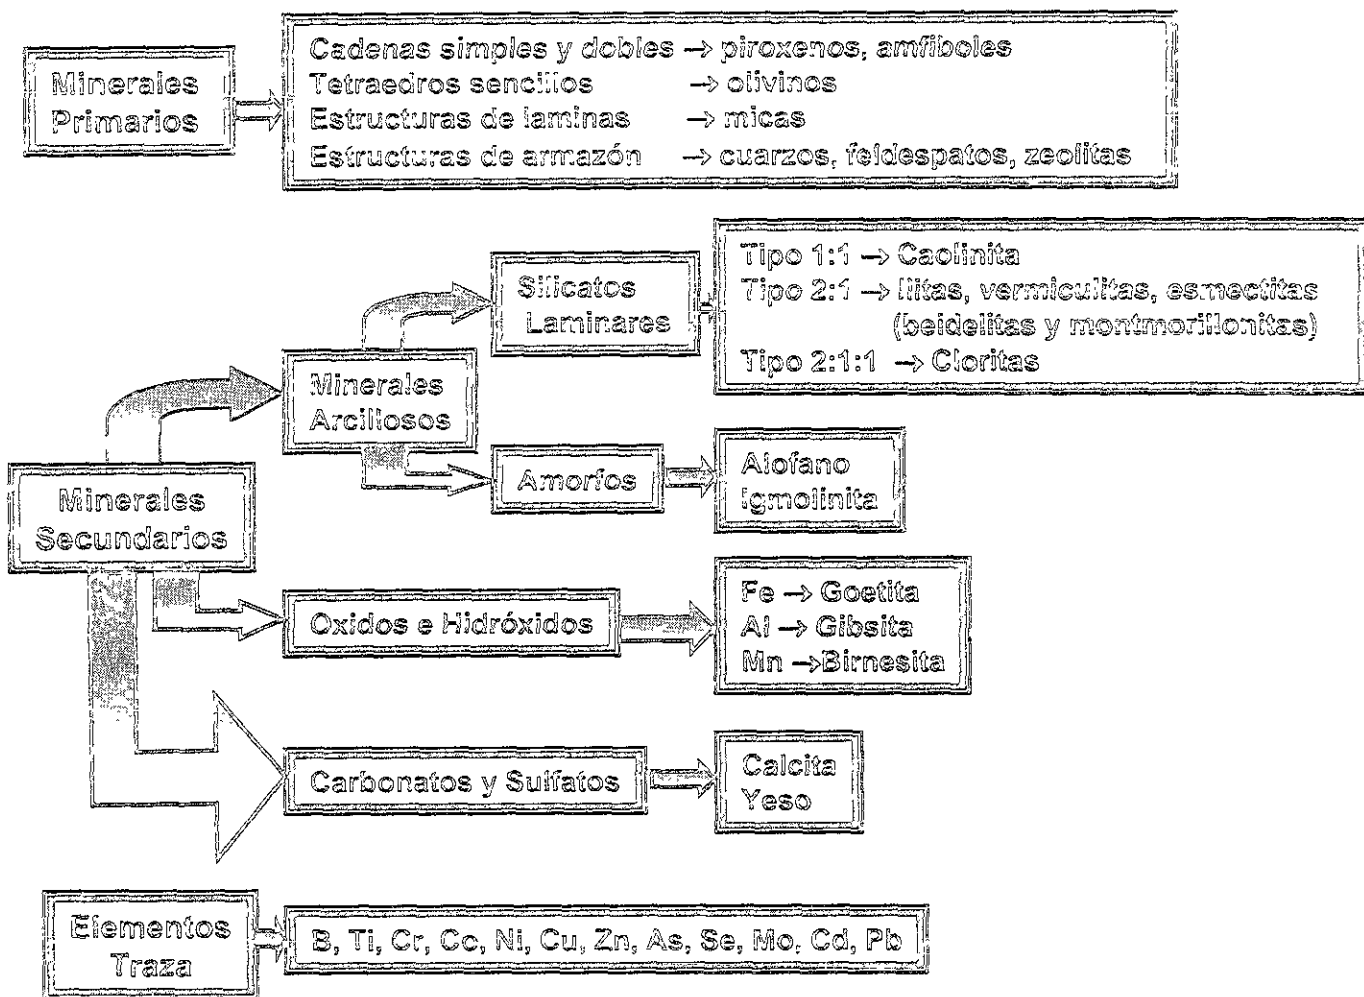 Minerales
Primarios
Cadenas simples y dobles → piroxenos, amfiboles
Tetraedros sencillos → olivinos
Estructuras de laminas → micas
Estructuras de armazón → cuarzos, feldespatos, zeolitas
Minerales
Secundarios
Minerales
Arcillosos
Silicatos
Laminares
Tipo 1:1 → Caolinita
Tipo 2:1 → Ilitas, vermiculitas, esmectitas
(beidelitas y montmorillonitas)
Tipo 2:1:1 → Cloritas
Amorfos
Alofano
Igmolinita
Oxidos e Hidróxidos
Fe → Goetita
Al → Gibsita
Mn → Birnesita
Carbonatos y Sulfatos
Calcita
Yeso
Elementos
Traza
B, Ti, Cr, Co, Ni, Cu, Zn, As, Se, Mo, Cd, Pb